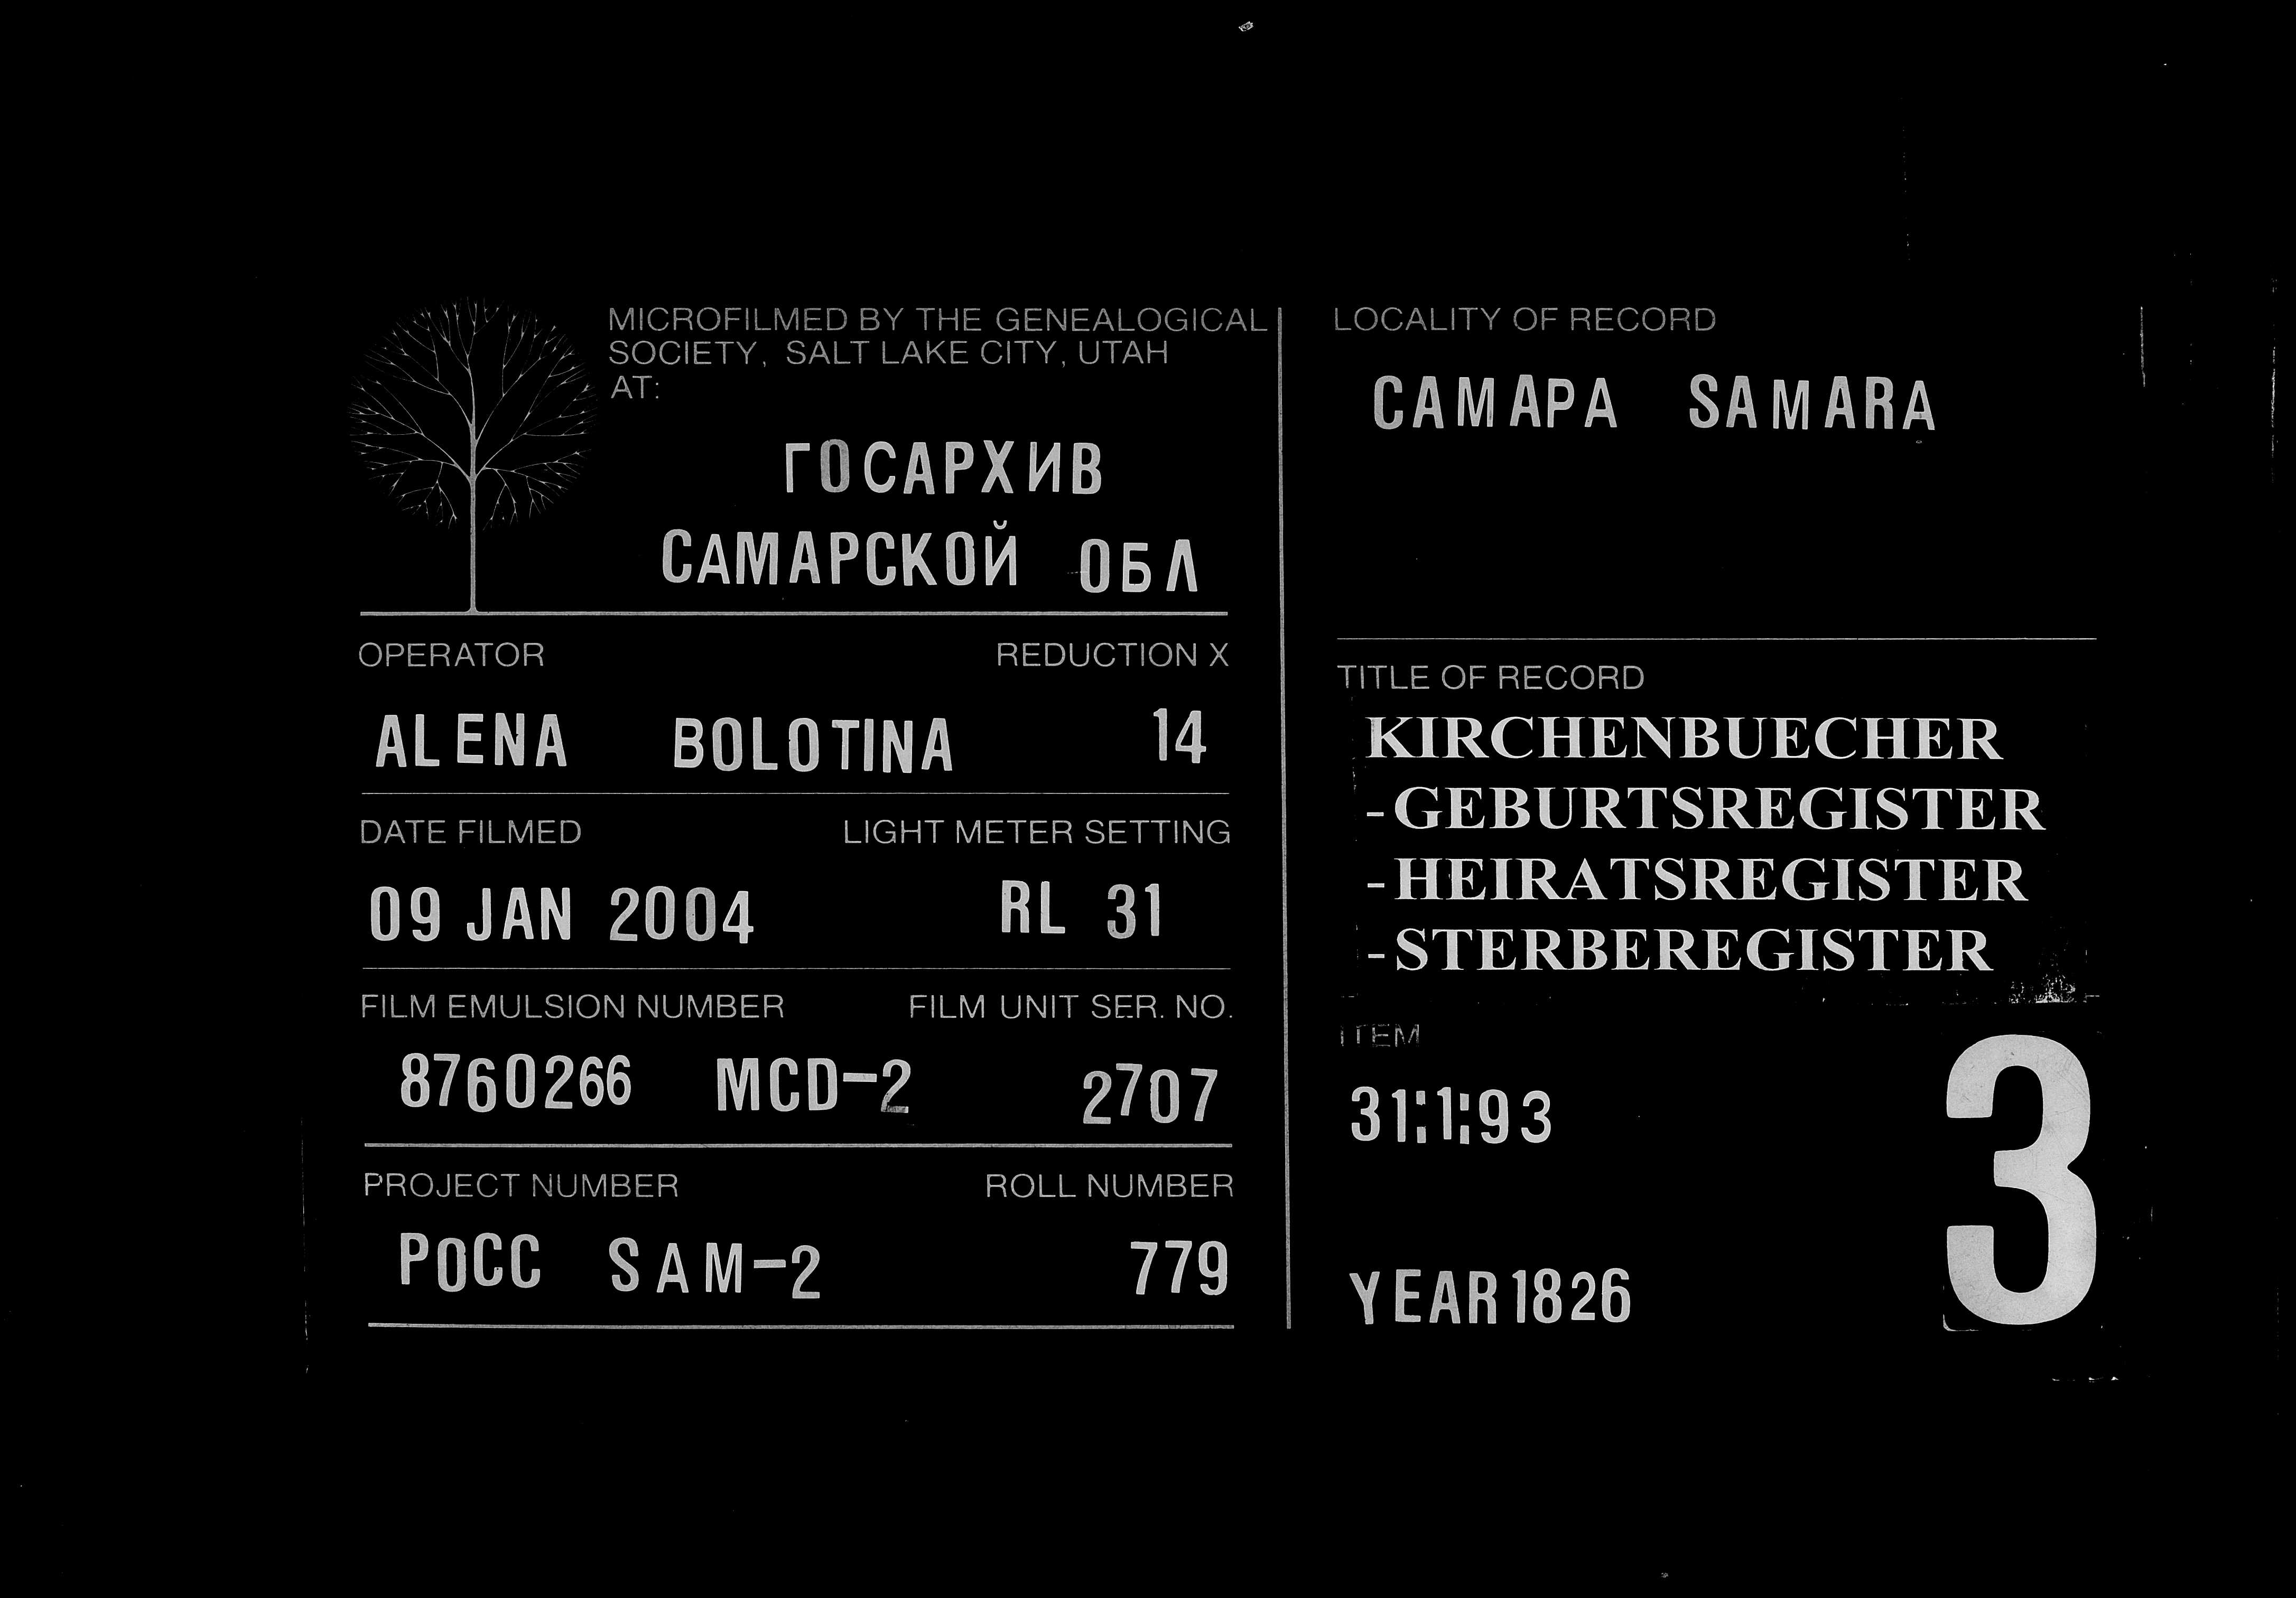 MICROFILMED BY THE GENEALOGICAL
SOCIETY, SALT LAKE CITY, UTAH
AT:
ГОСАРХИВ
САМАРСКОЙ ОБЛ
OPERATOR REDUCTION X
ALENA BOLOTINA 14
DATE FILMED LIGHT METER SETTING
09 JAN 2004 RL 31
FILM EMULSION NUMBER FILM UNIT SER. NO.
8760266 MCD-2 2707
PROJECT NUMBER ROLL NUMBER
РОСС SAM-2 779
LOCALITY OF RECORD
САМАРА SAMARA
TITLE OF RECORD
KIRCHENBUECHER
-GEBURTSREGISTER
-HEIRATSREGISTER
-STERBEREGISTER
ITEM
31:1:93
3
YEAR 1826